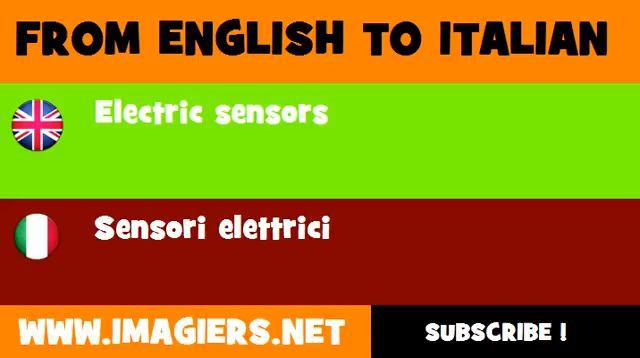 FROM ENGLISH TO ITALIAN
Electric sensors
Sensori elettrici
WWW.IMAGIERS.NET
SUBSCRIBE !